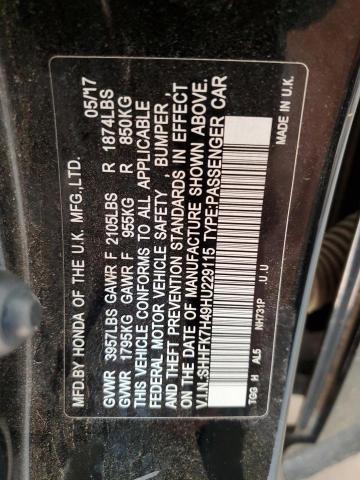 MFD.BY HONDA OF THE U.K. MFG.,LTD. 05/17
GVWR 3957LBS GAWR F 2105LBS R 1874LBS
GVWR 1795KG GAWR F 955KG R 850KG
THIS VEHICLE CONFORMS TO ALL APPLICABLE
FEDERAL MOTOR VEHICLE SAFETY, BUMPER,
AND THEFT PREVENTION STANDARDS IN EFFECT
ON THE DATE OF MANUFACTURE SHOWN ABOVE.
V.I.N.:SHHFK7H49HU229115 TYPE:PASSENGER CAR
TGG H AL5 NH731P .U.U MADE IN U.K.